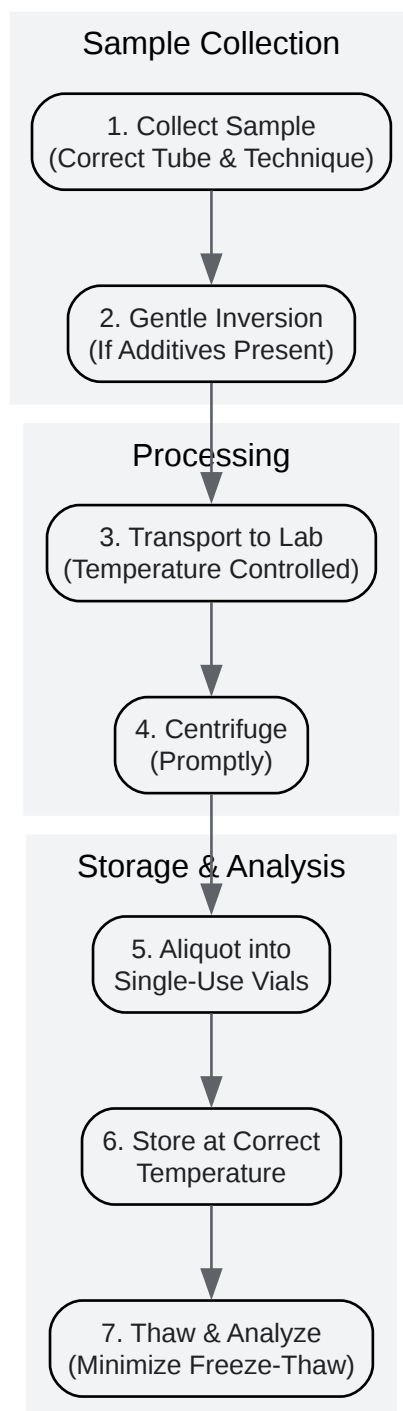 Sample Collection
1. Collect Sample
(Correct Tube & Technique)
2. Gentle Inversion
(If Additives Present)
Processing
3. Transport to Lab
(Temperature Controlled)
4. Centrifuge
(Promptly)
Storage & Analysis
5. Aliquot into
Single-Use Vials
6. Store at Correct
Temperature
7. Thaw & Analyze
(Minimize Freeze-Thaw)